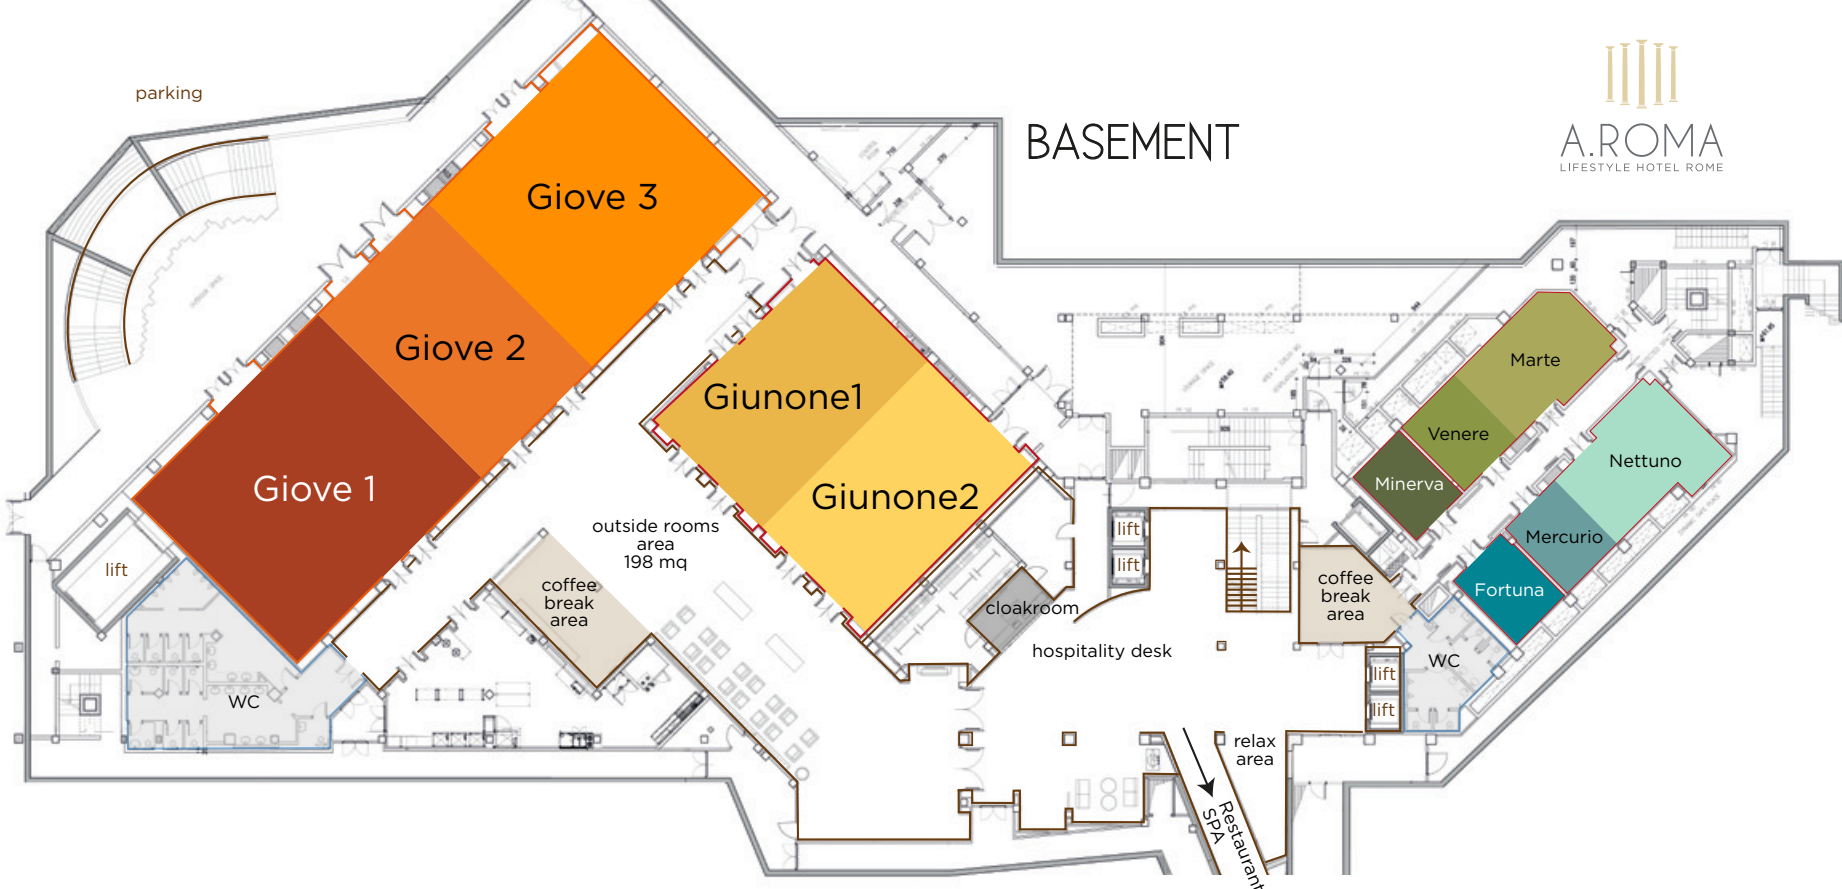 parking
BASEMENT
A.ROMA
LIFESTYLE HOTEL ROME
Giove 3
Giove 2
Giove 1
Giunone1
Giunone2
Marte
Venere
Minerva
Nettuno
Mercurio
Fortuna
outside rooms
area
198 mq
coffee
break
area
lift
WC
lift
lift
cloakroom
hospitality desk
coffee
break
area
WC
lift
lift
relax
area
Restaurant
SPA